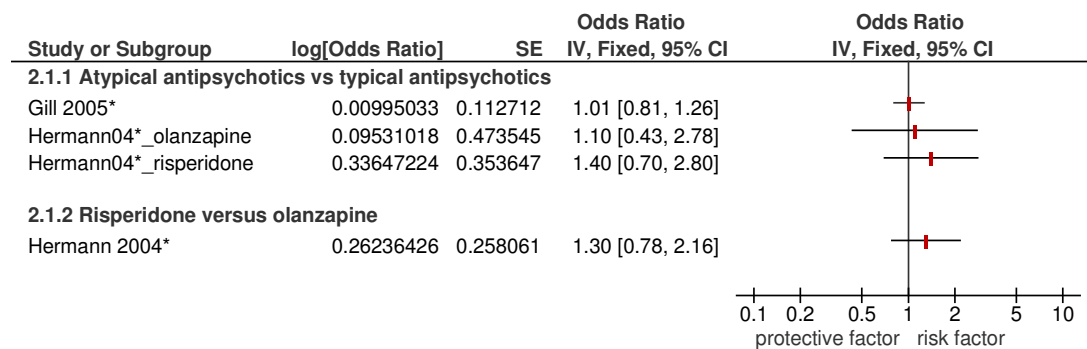 Odds Ratio Odds Ratio
Study or Subgroup log[Odds Ratio] SE IV, Fixed, 95% CI IV, Fixed, 95% CI
2.1.1 Atypical antipsychotics vs typical antipsychotics
Gill 2005* 0.00995033 0.112712 1.01 [0.81, 1.26]
Hermann04*_olanzapine 0.09531018 0.473545 1.10 [0.43, 2.78]
Hermann04*_risperidone 0.33647224 0.353647 1.40 [0.70, 2.80]
2.1.2 Risperidone versus olanzapine
Hermann 2004* 0.26236426 0.258061 1.30 [0.78, 2.16]
0.1 0.2 0.5 1 2 5 10
protective factor risk factor